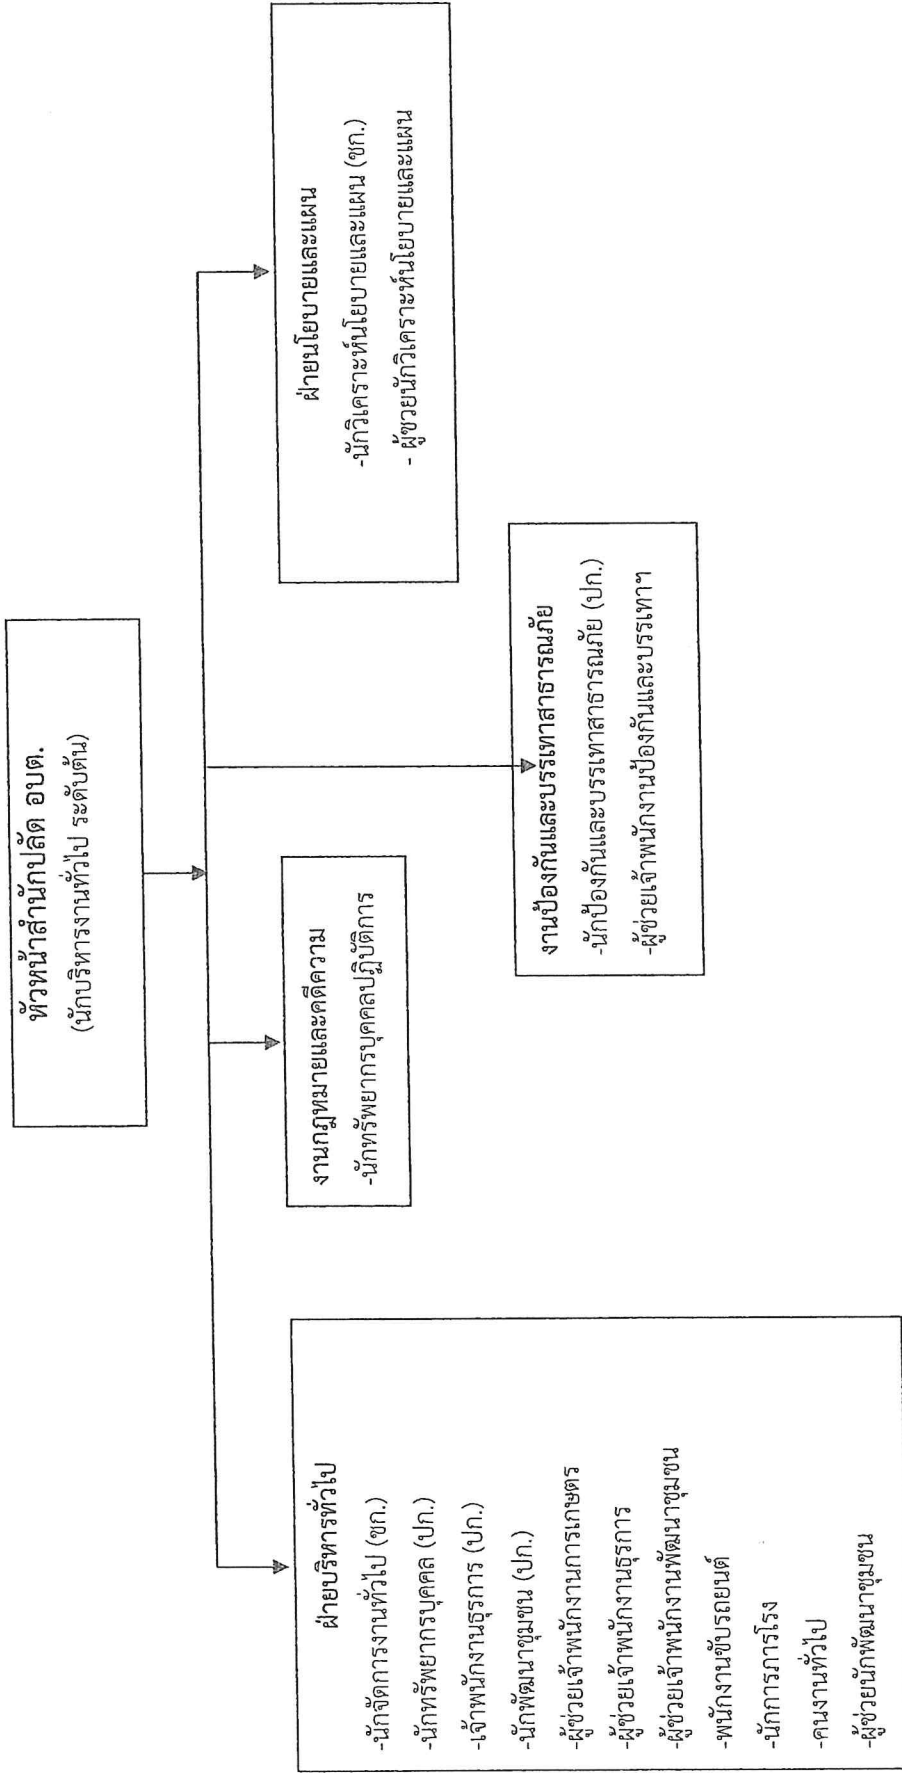 หัวหน้าสำนักปลัด อบต.
(นักบริหารงานทั่วไป ระดับต้น)
ฝ่ายบริหารทั่วไป
-นักจัดการงานทั่วไป (ชก.)
-นักทรัพยากรบุคคล (ปก.)
-เจ้าพนักงานธุรการ (ปก.)
-นักพัฒนาชุมชน (ปก.)
-ผู้ช่วยเจ้าพนักงานการเกษตร
-ผู้ช่วยเจ้าพนักงานธุรการ
-ผู้ช่วยเจ้าพนักงานพัฒนาชุมชน
-พนักงานขับรถยนต์
-นักการภารโรง
-คนงานทั่วไป
-ผู้ช่วยนักพัฒนาชุมชน
งานกฎหมายและคดีความ
-นักทรัพยากรบุคคลปฏิบัติการ
งานป้องกันและบรรเทาสาธารณภัย
-นักป้องกันและบรรเทาสาธารณภัย (ปก.)
-ผู้ช่วยเจ้าพนักงานป้องกันและบรรเทาฯ
ฝ่ายนโยบายและแผน
-นักวิเคราะห์นโยบายและแผน (ชก.)
- ผู้ชวยนักวิเคราะห์นโยบายและแผน